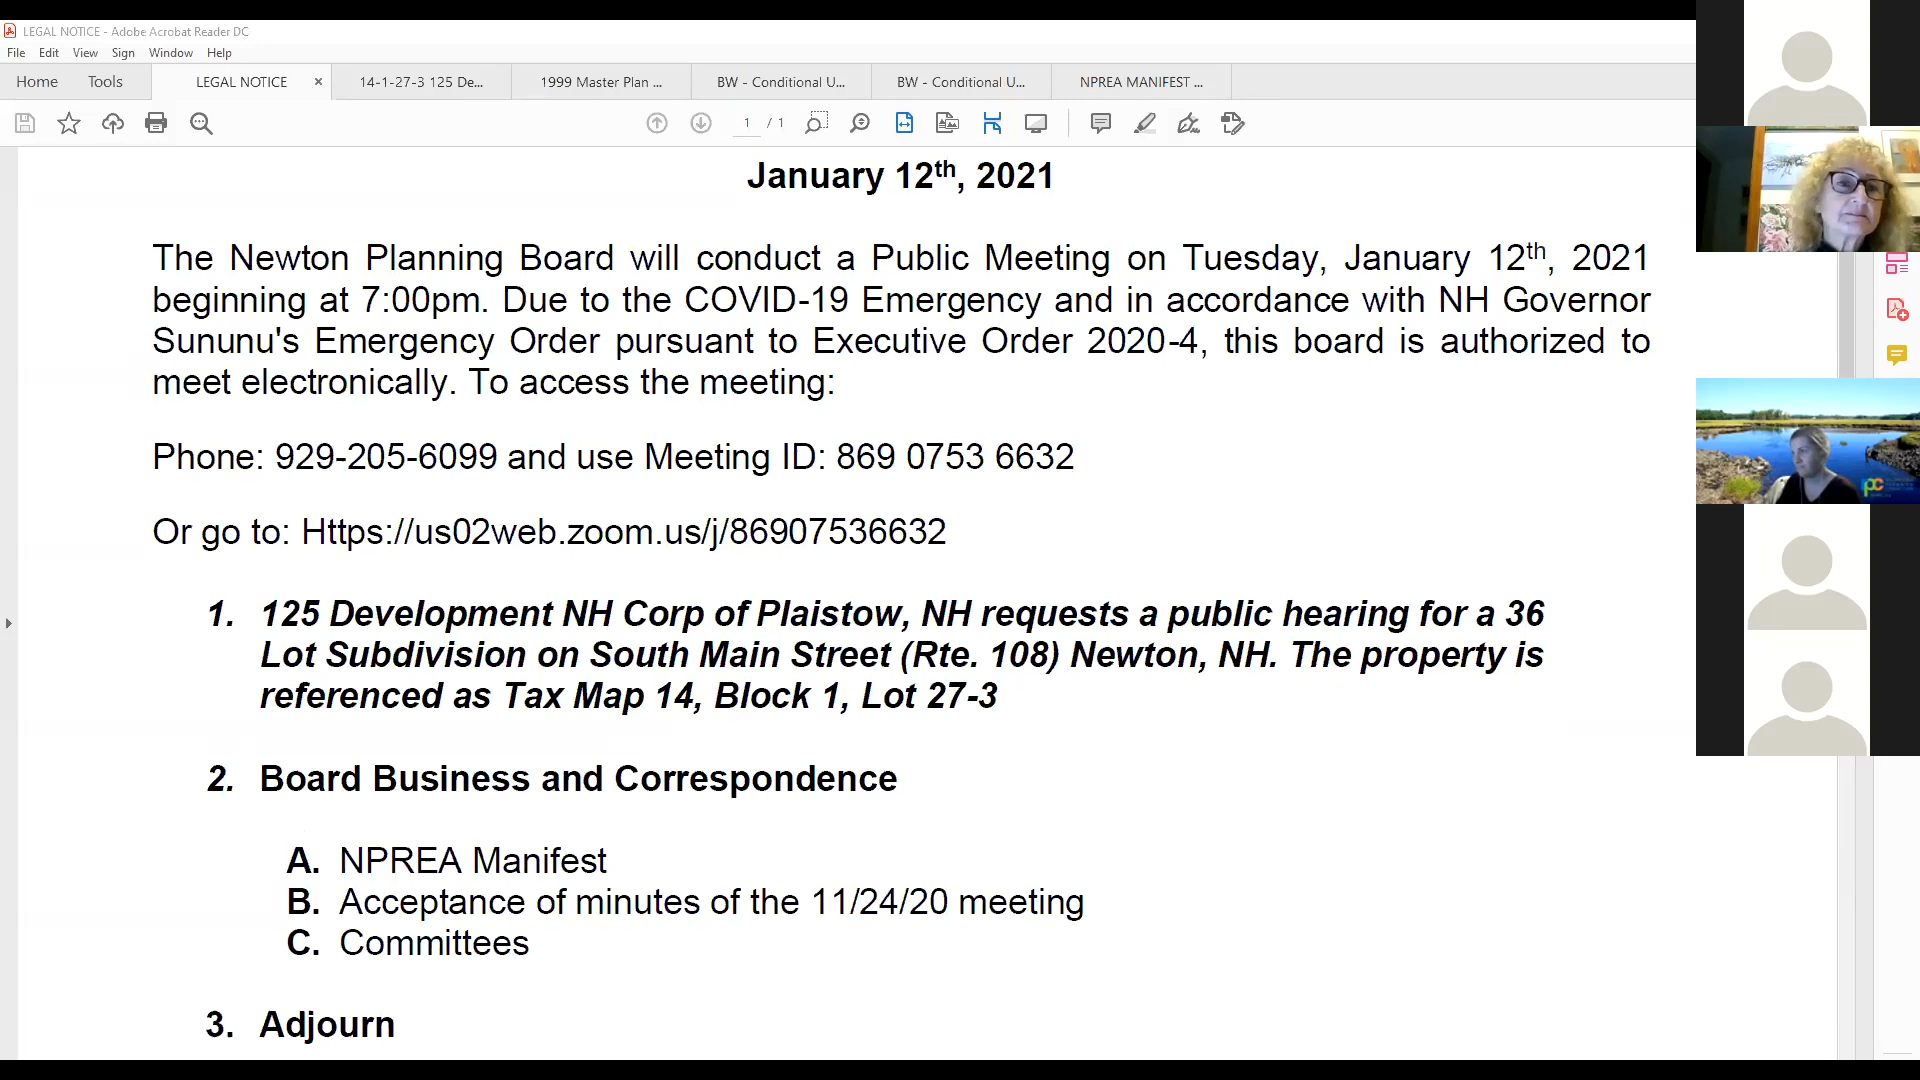 LEGAL NOTICE - Adobe Acrobat Reader DC
File Edit View Sign Window Help
Home Tools LEGAL NOTICE × 14-1-27-3 125 De... 1999 Master Plan ... BW - Conditional U... BW - Conditional U... NPREA MANIFEST ...
1 / 1
January 12th, 2021
The Newton Planning Board will conduct a Public Meeting on Tuesday, January 12th, 2021
beginning at 7:00pm. Due to the COVID-19 Emergency and in accordance with NH Governor
Sununu's Emergency Order pursuant to Executive Order 2020-4, this board is authorized to
meet electronically. To access the meeting:
Phone: 929-205-6099 and use Meeting ID: 869 0753 6632
Or go to: Https://us02web.zoom.us/j/86907536632
1. 125 Development NH Corp of Plaistow, NH requests a public hearing for a 36
Lot Subdivision on South Main Street (Rte. 108) Newton, NH. The property is
referenced as Tax Map 14, Block 1, Lot 27-3
2. Board Business and Correspondence
A. NPREA Manifest
B. Acceptance of minutes of the 11/24/20 meeting
C. Committees
3. Adjourn